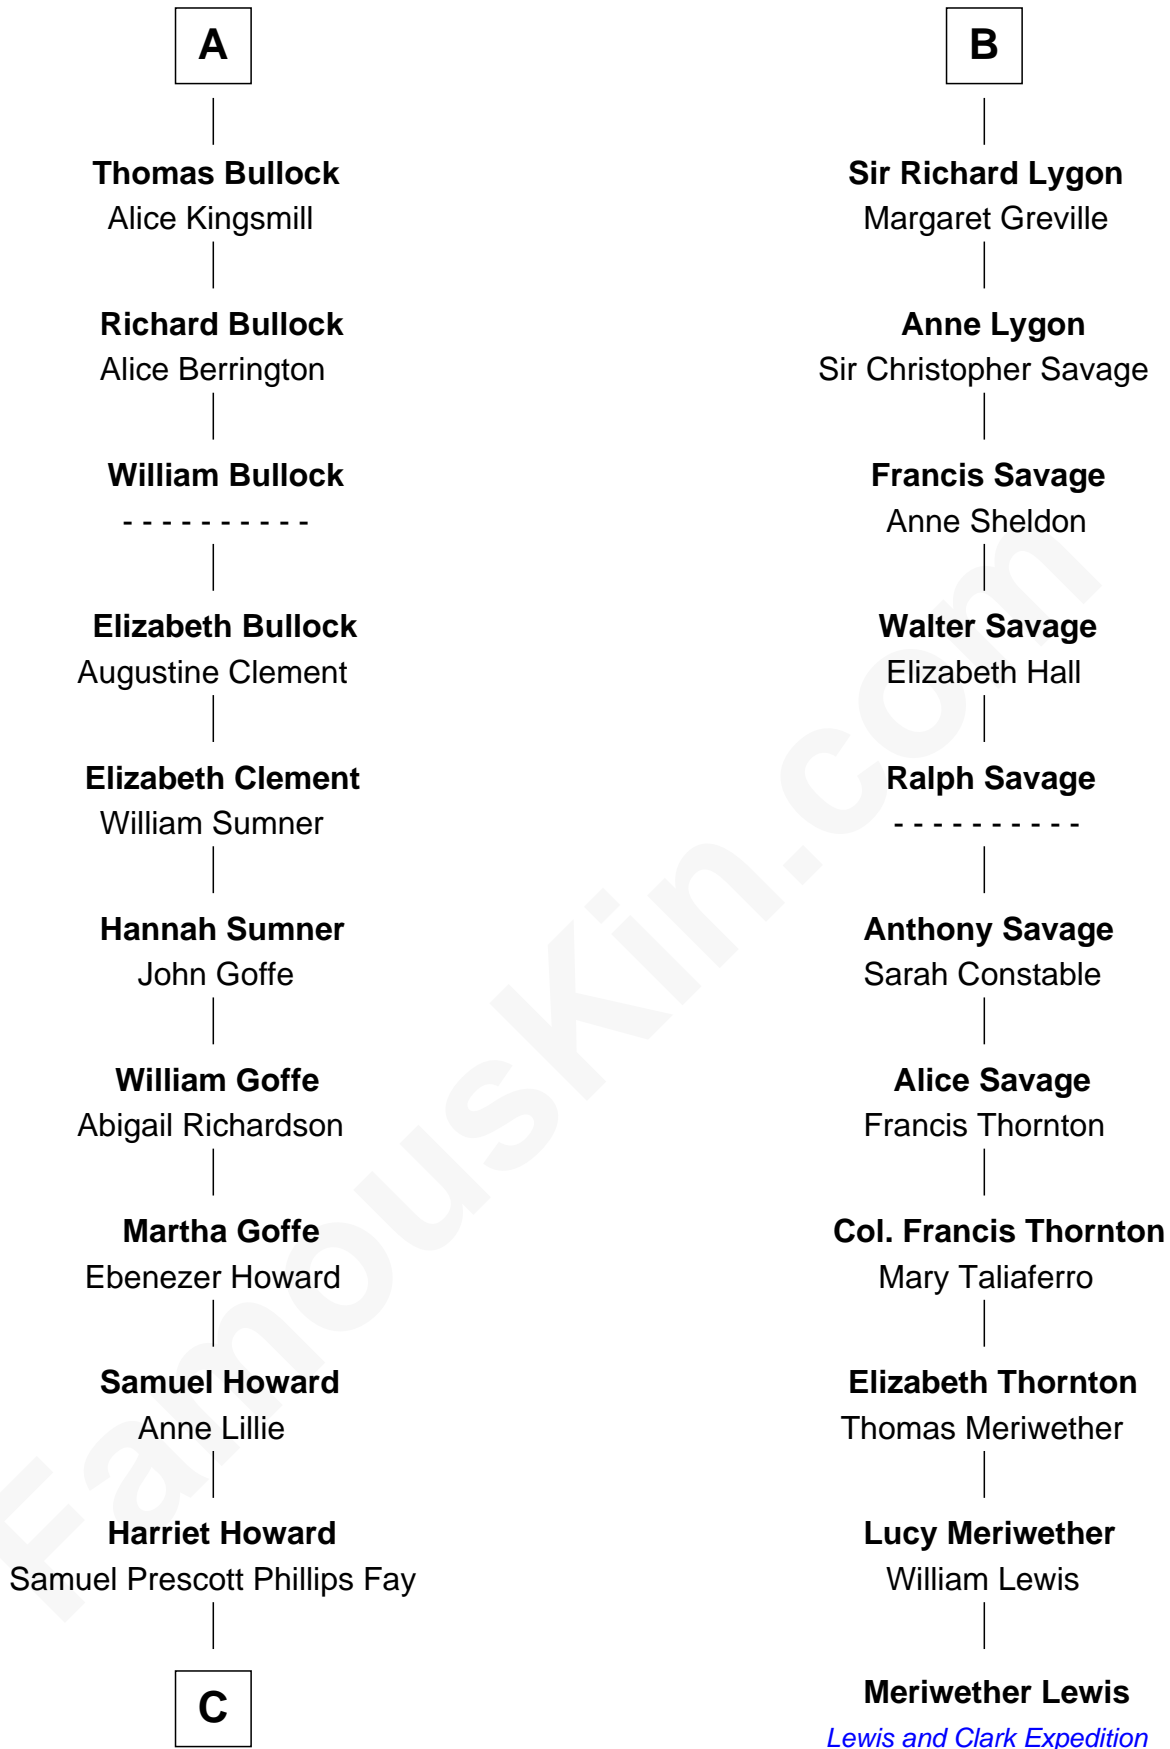 A
Thomas Bullock
Alice Kingsmill
Richard Bullock
Alice Berrington
William Bullock
- - - - - - - - - -
Elizabeth Bullock
Augustine Clement
Elizabeth Clement
William Sumner
Hannah Sumner
John Goffe
William Goffe
Abigail Richardson
Martha Goffe
Ebenezer Howard
Samuel Howard
Anne Lillie
Harriet Howard
Samuel Prescott Phillips Fay
C
B
Sir Richard Lygon
Margaret Greville
Anne Lygon
Sir Christopher Savage
Francis Savage
Anne Sheldon
Walter Savage
Elizabeth Hall
Ralph Savage
- - - - - - - - - -
Anthony Savage
Sarah Constable
Alice Savage
Francis Thornton
Col. Francis Thornton
Mary Taliaferro
Elizabeth Thornton
Thomas Meriwether
Lucy Meriwether
William Lewis
Meriwether Lewis
Lewis and Clark Expedition
FamousKin.com